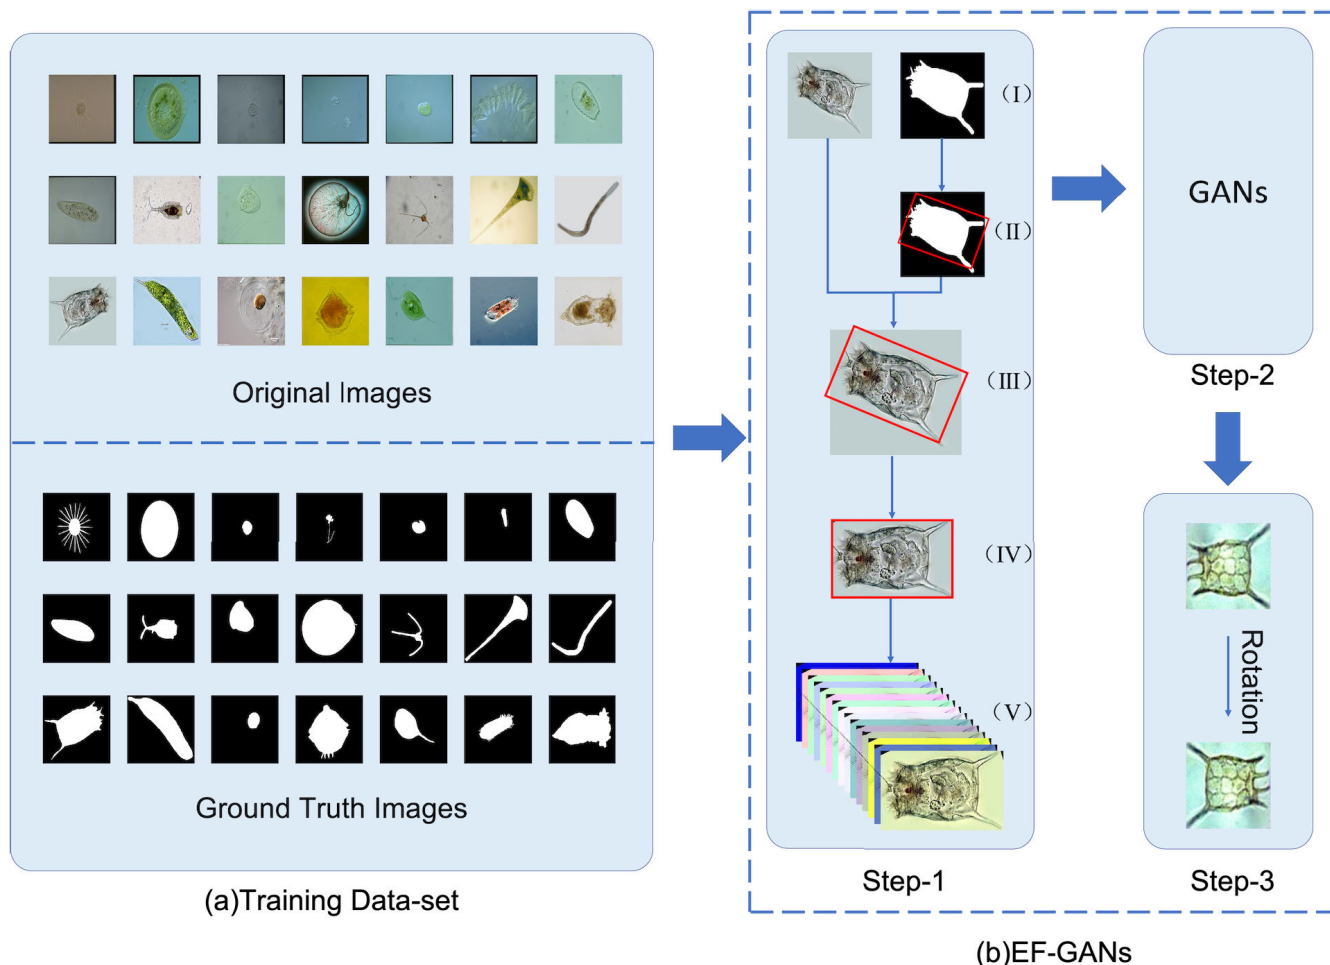 Original Images
Ground Truth Images
(a)Training Data-set
(I)
(II)
(III)
(IV)
(V)
Step-1
GANs
Step-2
Rotation
Step-3
(b)EF-GANs